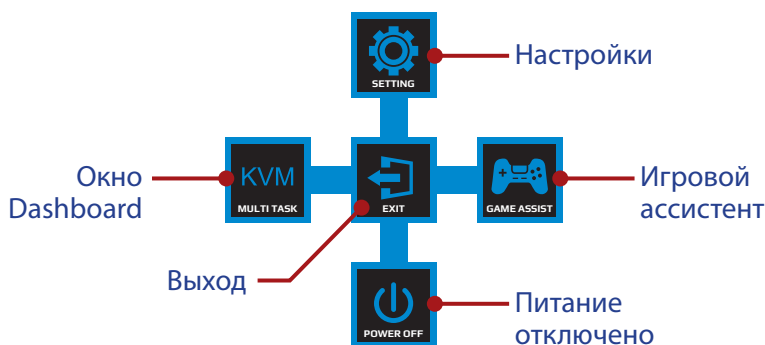 SETTING
Настройки
Окно
Dashboard
KVM
MULTI TASK
EXIT
GAME ASSIST
Игровой
ассистент
Выход
POWER OFF
Питание
отключено